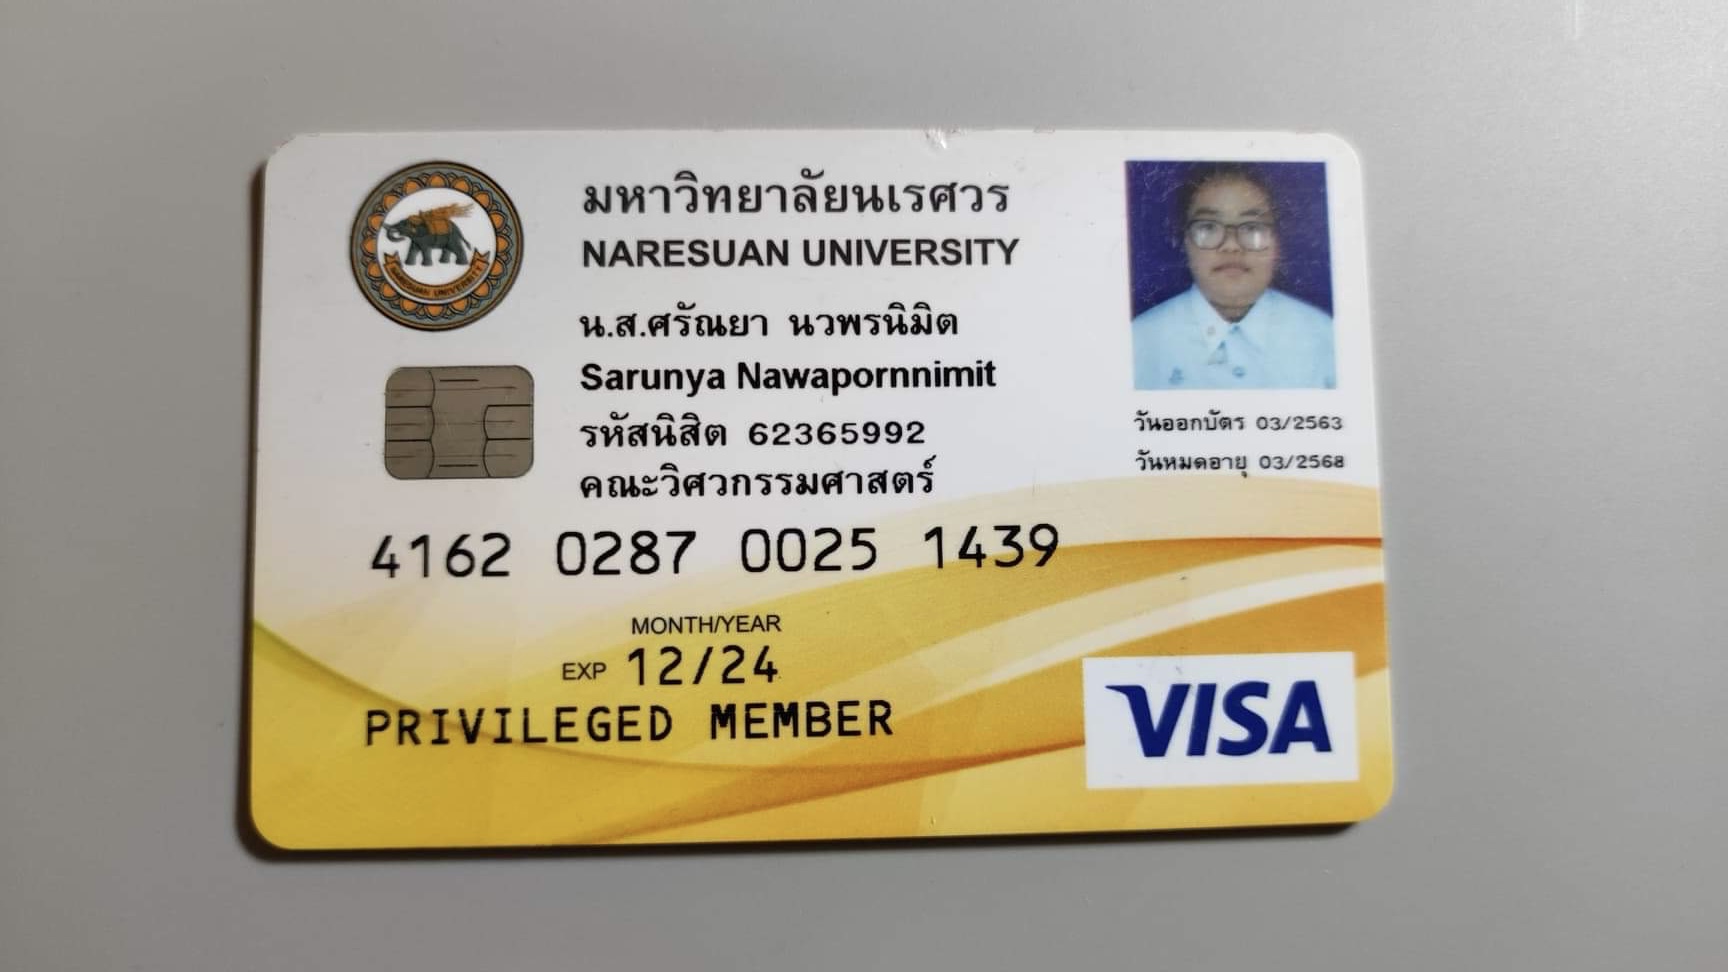 มหาวิทยาลัยนเรศวร
NARESUAN UNIVERSITY
NARESUAN UNIVERSITY
น.ส.ศรัณยา นวพรนิมิต
Sarunya Nawapornnimit
รหัสนิสิต 62365992
คณะวิศวกรรมศาสตร์
วันออกบัตร 03/2563
วันหมดอายุ 03/2568
4162 0287 0025 1439
MONTH/YEAR
EXP 12/24
PRIVILEGED MEMBER
VISA